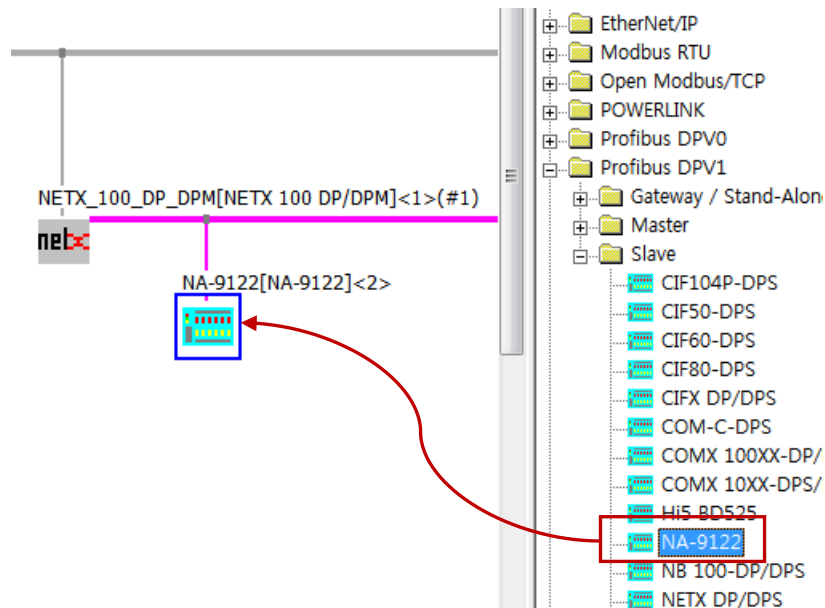 NETX_100_DP_DPM[NETX 100 DP/DPM]<1>(#1)
netx
NA-9122[NA-9122]<2>
EtherNet/IP
Modbus RTU
Open Modbus/TCP
POWERLINK
Profibus DPV0
Profibus DPV1
Gateway / Stand-Alon
Master
Slave
CIF104P-DPS
CIF50-DPS
CIF60-DPS
CIF80-DPS
CIFX DP/DPS
COM-C-DPS
COMX 100XX-DP/
COMX 10XX-DPS/
Hi5 BD525
NA-9122
NB 100-DP/DPS
NETX DP/DPS